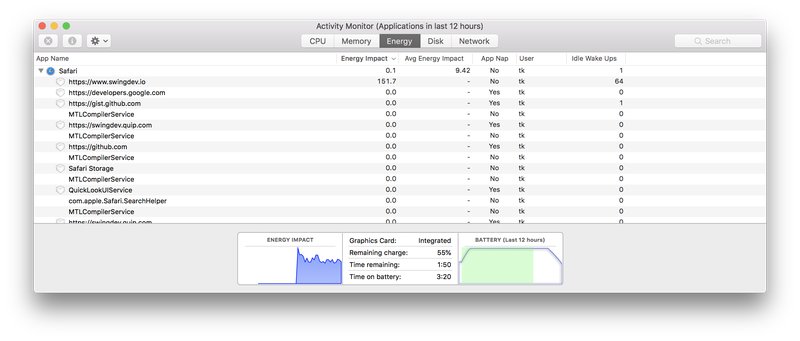 Activity Monitor (Applications in last 12 hours)
CPU Memory Energy Disk Network
Search
App Name Energy Impact Avg Energy Impact App Nap User Idle Wake Ups
Safari 0.1 9.42 No tk 1
https://www.swingdev.io 151.7 - No tk 64
https://developers.google.com 0.0 - Yes tk 0
https://gist.github.com 0.0 - Yes tk 1
MTLCompilerService 0.0 - No tk 0
https://swingdev.quip.com 0.0 - Yes tk 0
MTLCompilerService 0.0 - No tk 0
https://github.com 0.0 - Yes tk 0
MTLCompilerService 0.0 - No tk 0
Safari Storage 0.0 - No tk 0
MTLCompilerService 0.0 - No tk 0
QuickLookUIService 0.0 - Yes tk 0
com.apple.Safari.SearchHelper 0.0 - No tk 0
MTLCompilerService 0.0 - No tk 0
https://swingdev.quip.com 0.0 - Yes tk 0
ENERGY IMPACT
Graphics Card: Integrated
Remaining charge: 55%
Time remaining: 1:50
Time on battery: 3:20
BATTERY (Last 12 hours)